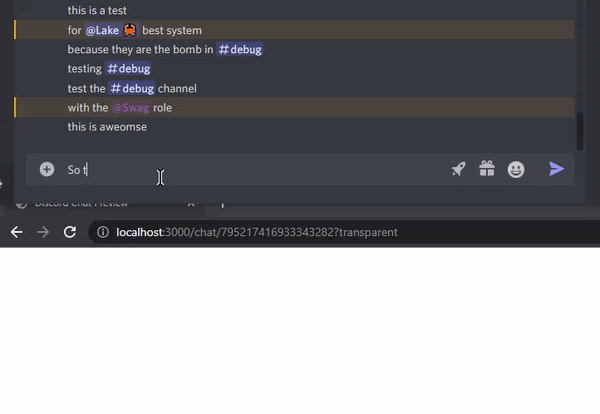 this is a test
for @Lake 🦀 best system
because they are the bomb in #debug
testing #debug
test the #debug channel
with the @Swag role
this is aweomse
So t
Discord Chat Preview
localhost:3000/chat/795217416933343282?transparent